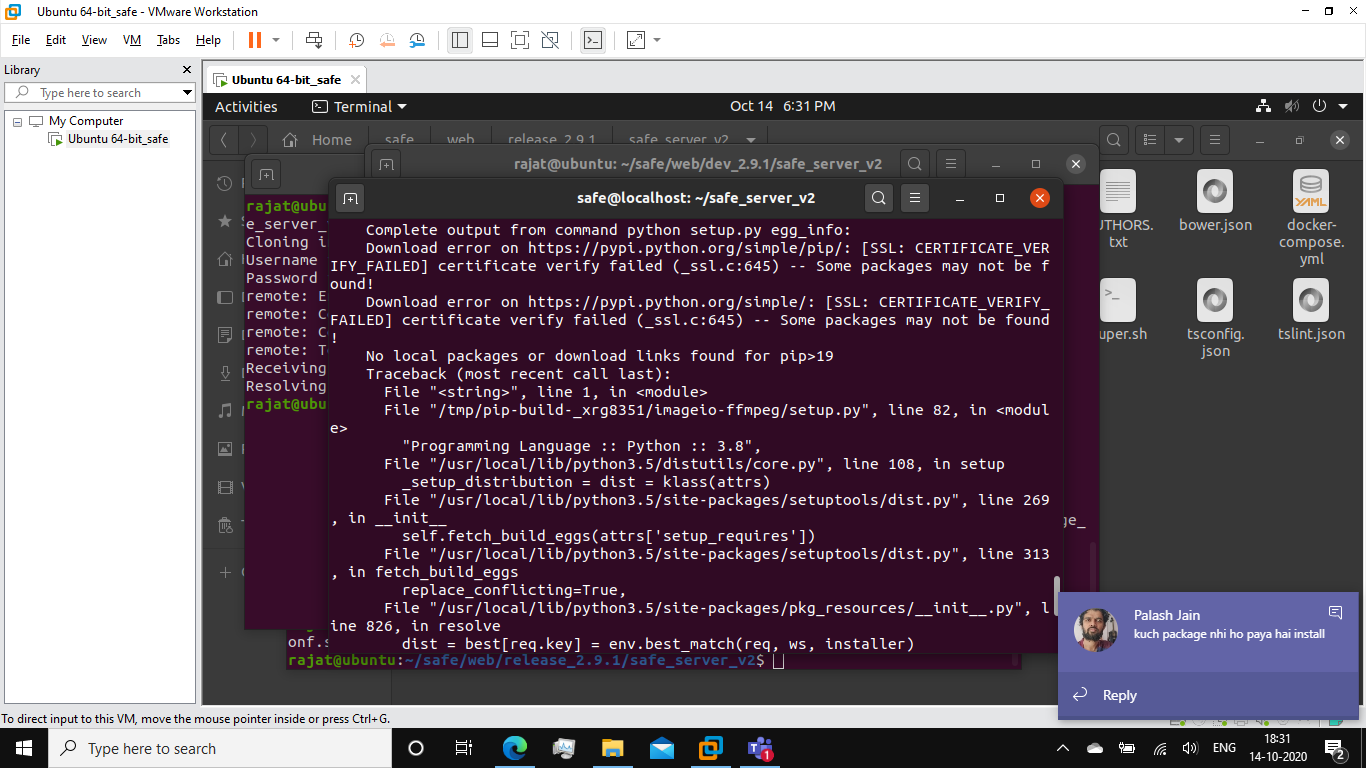 Ubuntu 64-bit_safe - VMware Workstation
File Edit View VM Tabs Help
Library
Type here to search
My Computer
Ubuntu 64-bit_safe
Ubuntu 64-bit_safe
Activities Terminal Oct 14 6:31 PM
Home safe web release_2.9.1 safe_server_v2
rajat@ubuntu: ~/safe/web/dev_2.9.1/safe_server_v2
safe@localhost: ~/safe_server_v2
rajat@ubu
e_server_
Cloning i
Username
Password
remote: E
remote: C
remote: C
remote: T
Receiving
Resolving
rajat@ubu
Complete output from command python setup.py egg_info:
Download error on https://pypi.python.org/simple/pip/: [SSL: CERTIFICATE_VER
IFY_FAILED] certificate verify failed (_ssl.c:645) -- Some packages may not be f
ound!
Download error on https://pypi.python.org/simple/: [SSL: CERTIFICATE_VERIFY_
FAILED] certificate verify failed (_ssl.c:645) -- Some packages may not be found
!
No local packages or download links found for pip>19
Traceback (most recent call last):
File "<string>", line 1, in <module>
File "/tmp/pip-build-_xrg8351/imageio-ffmpeg/setup.py", line 82, in <modul
e>
"Programming Language :: Python :: 3.8",
File "/usr/local/lib/python3.5/distutils/core.py", line 108, in setup
_setup_distribution = dist = klass(attrs)
File "/usr/local/lib/python3.5/site-packages/setuptools/dist.py", line 269
, in __init__
self.fetch_build_eggs(attrs['setup_requires'])
File "/usr/local/lib/python3.5/site-packages/setuptools/dist.py", line 313
, in fetch_build_eggs
replace_conflicting=True,
File "/usr/local/lib/python3.5/site-packages/pkg_resources/__init__.py", l
ine 826, in resolve
dist = best[req.key] = env.best_match(req, ws, installer)
ge_
onf.s
rajat@ubuntu:~/safe/web/release_2.9.1/safe_server_v2$
UTHORS.
txt
bower.json
docker-
compose.
yml
YAML
uper.sh
tsconfig.
json
tslint.json
Palash Jain
kuch package nhi ho paya hai install
Reply
To direct input to this VM, move the mouse pointer inside or press Ctrl+G.
Type here to search
1
ENG
18:31
14-10-2020
2